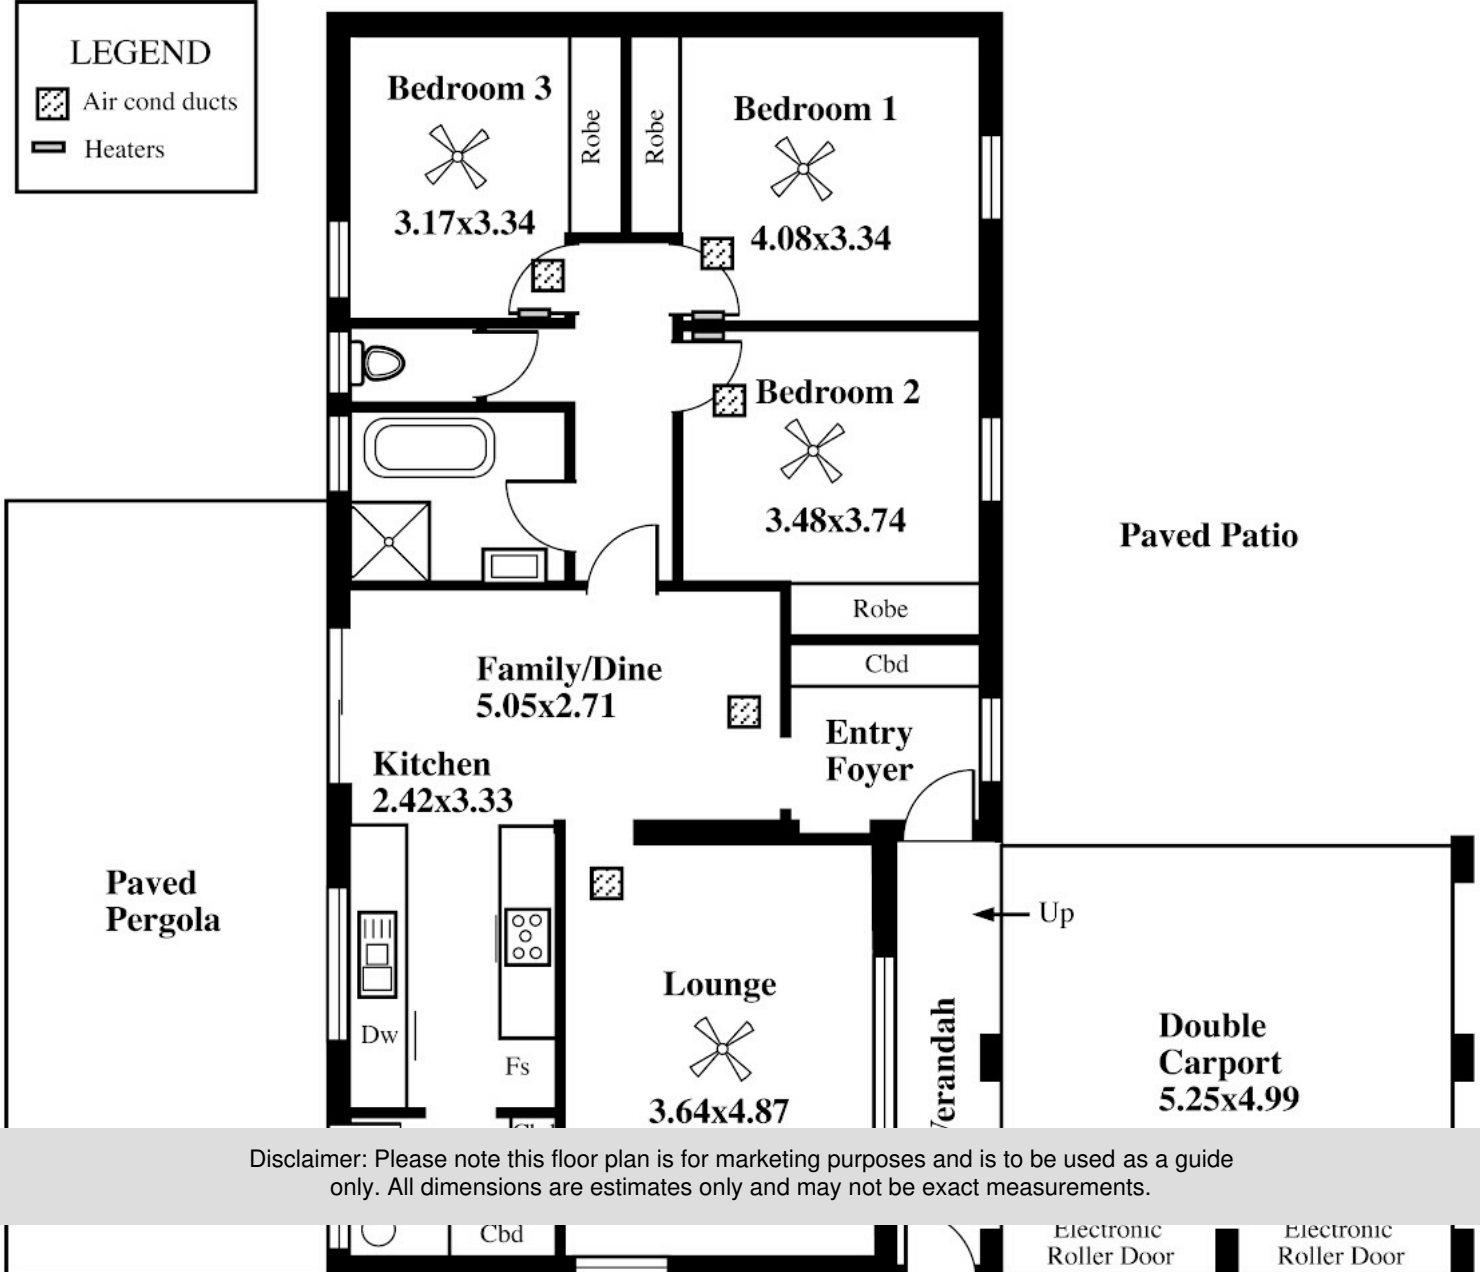 LEGEND
Air cond ducts
Heaters
Bedroom 3
3.17x3.34
Robe
Robe
Bedroom 1
4.08x3.34
Bedroom 2
3.48x3.74
Robe
Cbd
Paved Patio
Family/Dine
5.05x2.71
Entry
Foyer
Kitchen
2.42x3.33
Paved
Pergola
Up
Lounge
3.64x4.87
Dw
Fs
Verandah
Double
Carport
5.25x4.99
Disclaimer: Please note this floor plan is for marketing purposes and is to be used as a guide
only. All dimensions are estimates only and may not be exact measurements.
Cbd
Electronic
Roller Door
Electronic
Roller Door